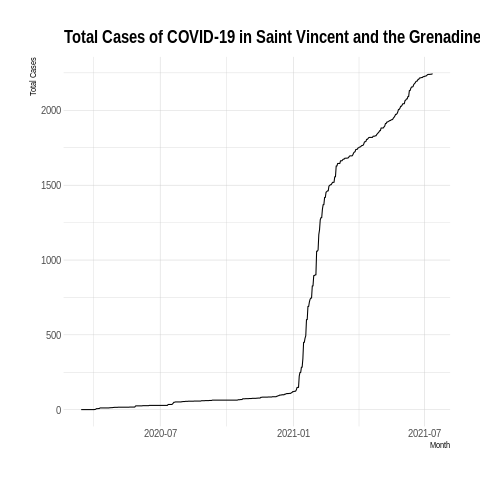 Total Cases of COVID-19 in Saint Vincent and the Grenadine
Total Cases
2000
1500
1000
500
0
2020-07
2021-01
2021-07
Month